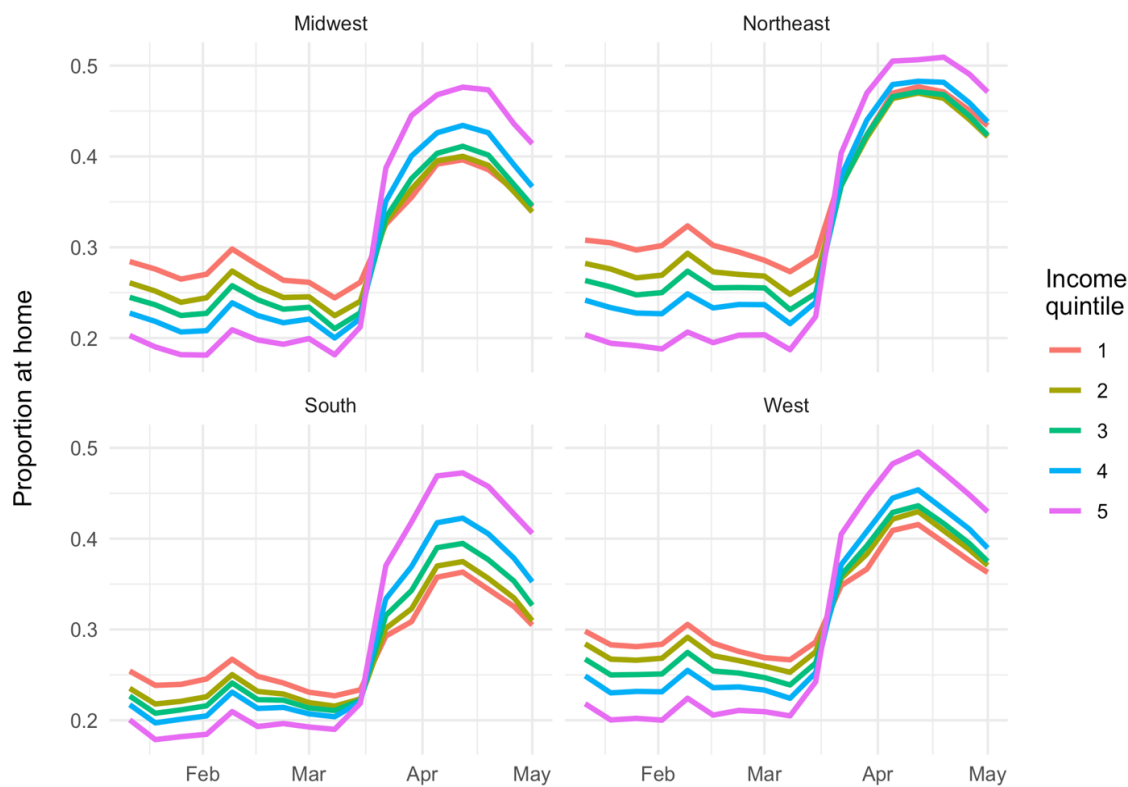 Midwest
Northeast
0.5
0.4
0.3
0.2
South
West
0.5
0.4
0.3
0.2
Feb
Mar
Apr
May
Feb
Mar
Apr
May
Proportion at home
Income
quintile
1
2
3
4
5